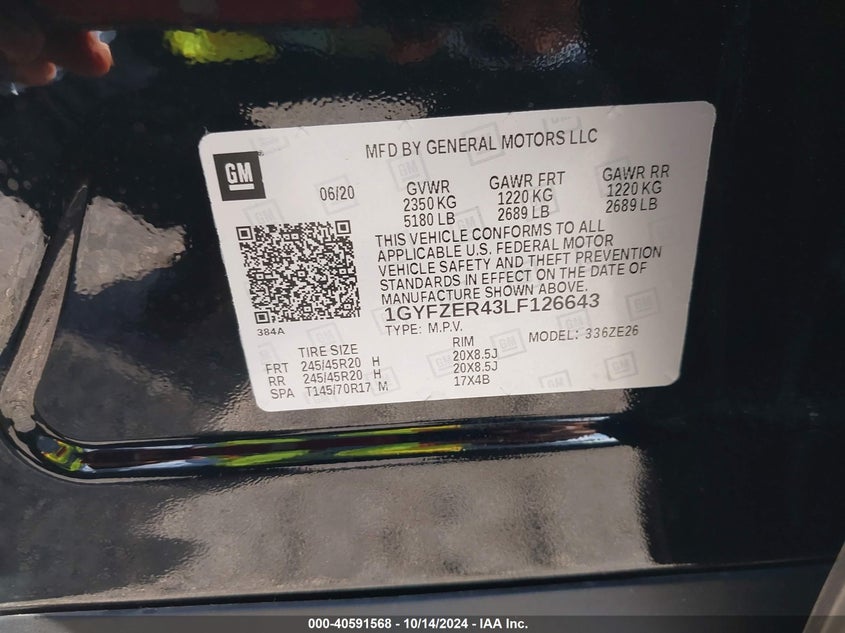 MFD BY GENERAL MOTORS LLC
GM
06/20
GVWR GAWR FRT GAWR RR
2350 KG 1220 KG 1220 KG
5180 LB 2689 LB 2689 LB
THIS VEHICLE CONFORMS TO ALL
APPLICABLE U.S. FEDERAL MOTOR
VEHICLE SAFETY AND THEFT PREVENTION
STANDARDS IN EFFECT ON THE DATE OF
MANUFACTURE SHOWN ABOVE.
1GYFZER43LF126643
384A
TYPE: M.P.V. MODEL: 336ZE26
TIRE SIZE RIM
FRT 245/45R20 H 20X8.5J
RR 245/45R20 H 20X8.5J
SPA T145/70R17 M 17X4B
000-40591568 - 10/14/2024 - IAA Inc.